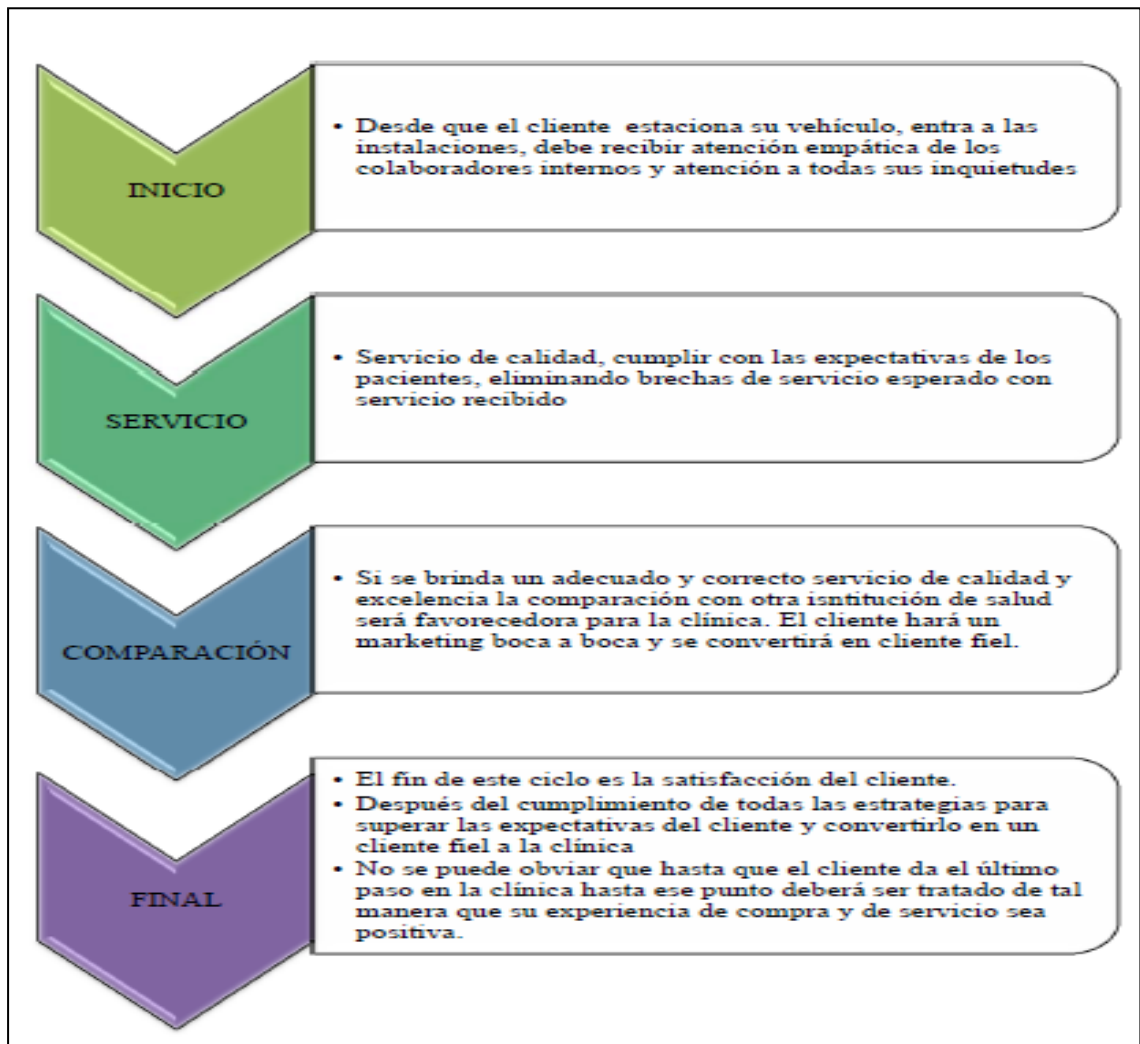 INICIO
• Desde que el cliente estaciona su vehículo, entra a las
instalaciones, debe recibir atención empática de los
colaboradores internos y atención a todas sus inquietudes
SERVICIO
• Servicio de calidad, cumplir con las expectativas de los
pacientes, eliminando brechas de servicio esperado con
servicio recibido
COMPARACIÓN
• Si se brinda un adecuado y correcto servicio de calidad y
excelencia la comparación con otra isntitución de salud
será favorecedora para la clínica. El cliente hará un
marketing boca a boca y se convertirá en cliente fiel.
FINAL
• El fin de este ciclo es la satisfacción del cliente.
• Después del cumplimiento de todas las estrategias para
superar las expectativas del cliente y convertirlo en un
cliente fiel a la clínica
• No se puede obviar que hasta que el cliente da el último
paso en la clínica hasta ese punto deberá ser tratado de tal
manera que su experiencia de compra y de servicio sea
positiva.